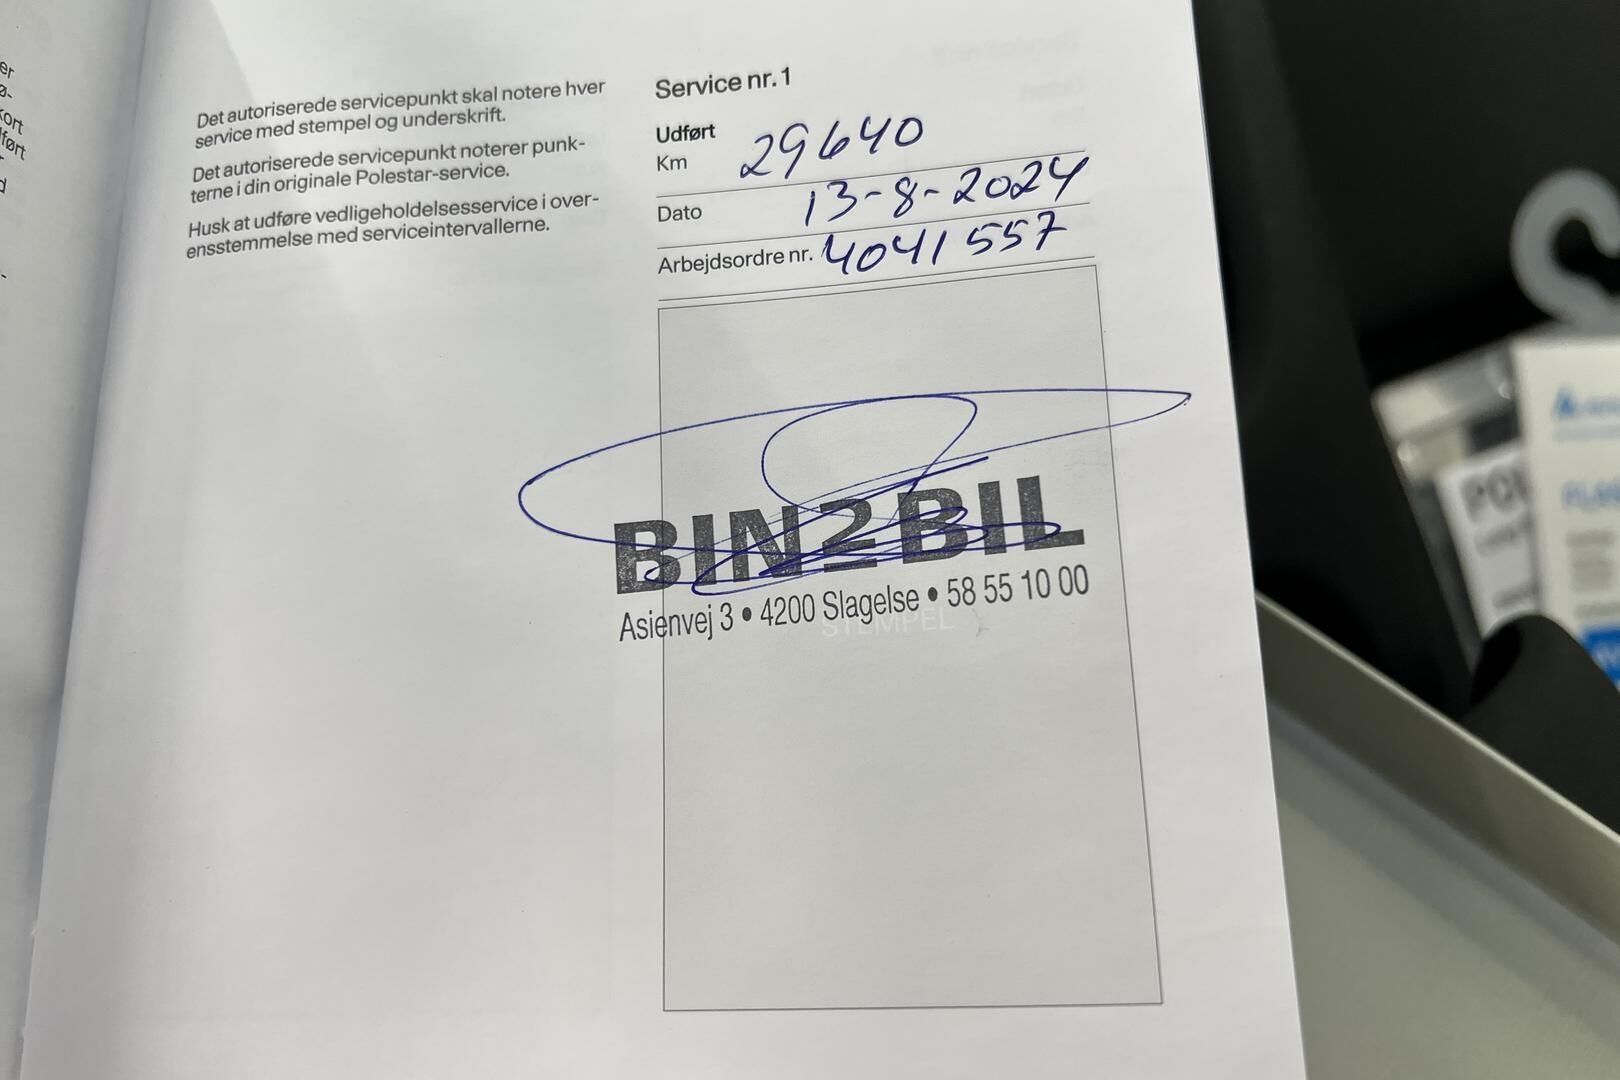 Det autoriserede servicepunkt skal notere hver
service med stempel og underskrift.
Det autoriserede servicepunkt noterer punk-
terne i din originale Polestar-service.
Husk at udføre vedligeholdelsesservice i over-
ensstemmelse med serviceintervallerne.
Service nr. 1
Udført
Km 29640
Dato 13-8-2024
Arbejdsordre nr. 4041557
BIN2BIL
Asienvej 3 • 4200 Slagelse • 58 55 10 00
STEMPEL